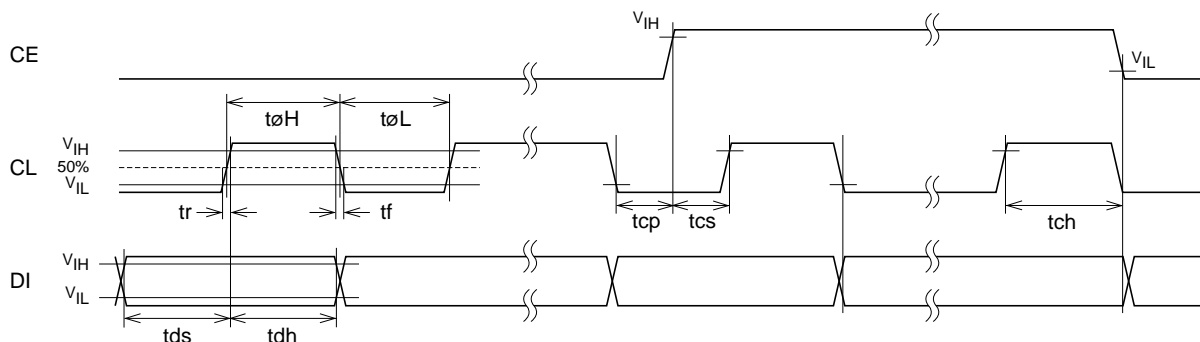 CE
VIH
VIL
tøH
tøL
CL
VIH
50%
VIL
tr
tf
tcp
tcs
tch
DI
VIH
VIL
tds
tdh